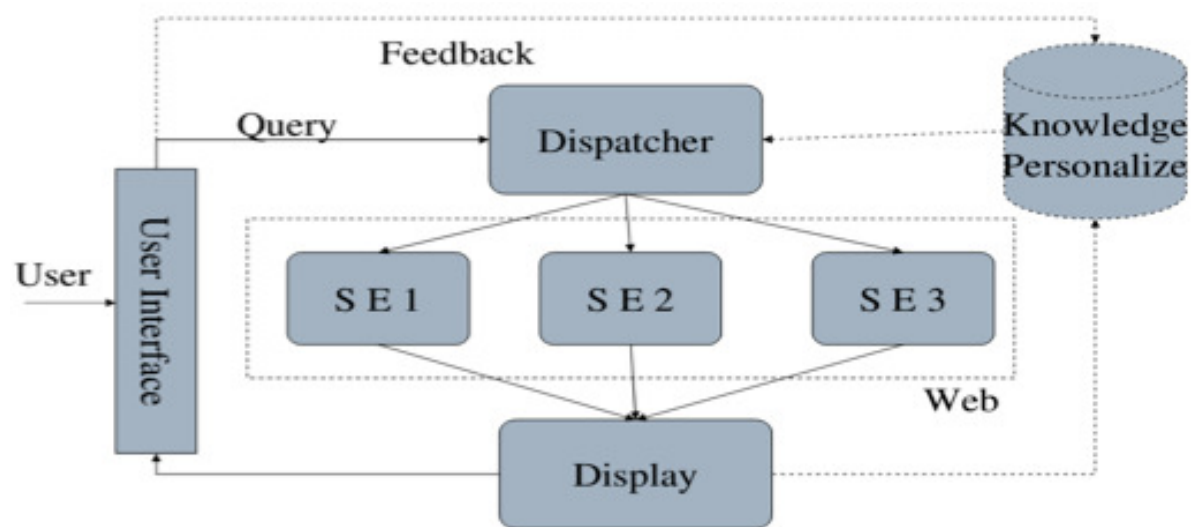 Feedback
Query
Dispatcher
Knowledge
Personalize
User
User Interface
S E 1
S E 2
S E 3
Web
Display